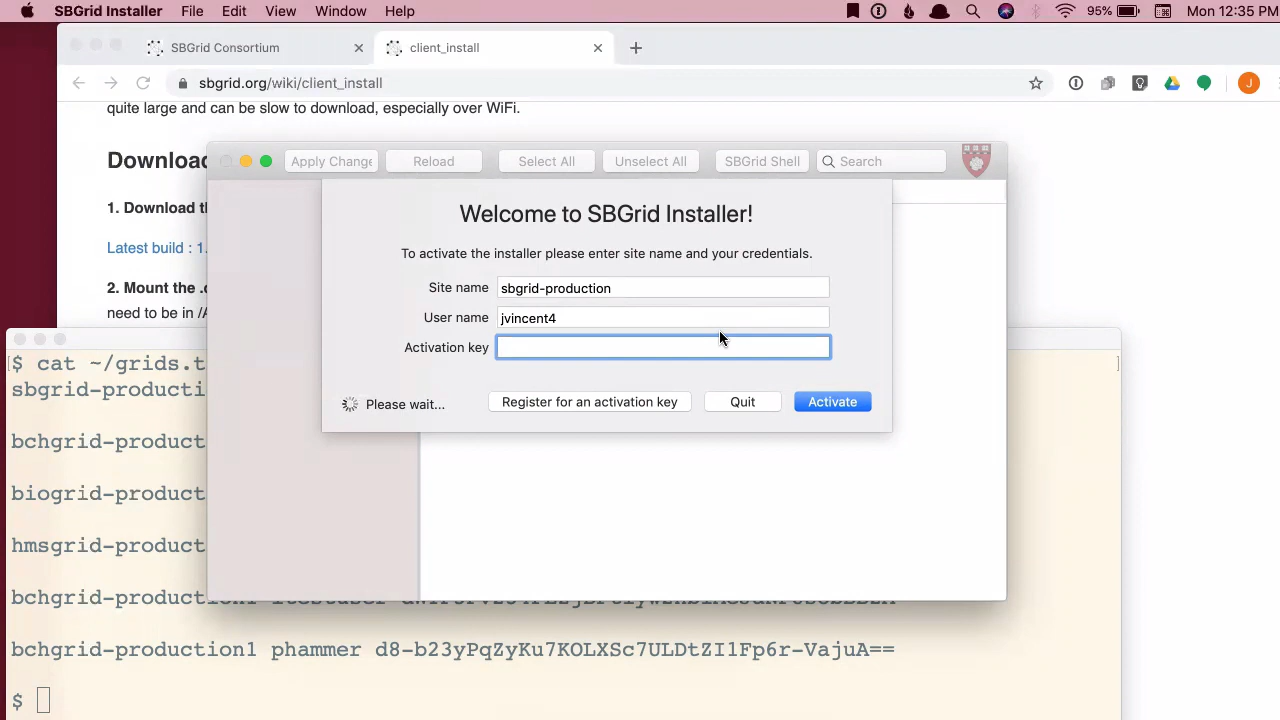 SBGrid Installer File Edit View Window Help 95% Mon 12:35 PM
SBGrid Consortium client_install
sbgrid.org/wiki/client_install J
quite large and can be slow to download, especially over WiFi.
Apply Change Reload Select All Unselect All SBGrid Shell Search
Welcome to SBGrid Installer!
To activate the installer please enter site name and your credentials.
Site name sbgrid-production
User name jvincent4
Activation key
Please wait... Register for an activation key Quit Activate
1. Download
Latest build : 1.
2. Mount the
need to be in /
$ cat ~/grids.t
sbgrid-producti
bchgrid-product
biogrid-product
hmsgrid-product
bchgrid-production1
bchgrid-production1 phammer d8-b23yPqZyKu7KOLXSc7ULDtZI1Fp6r-VajuA==
$